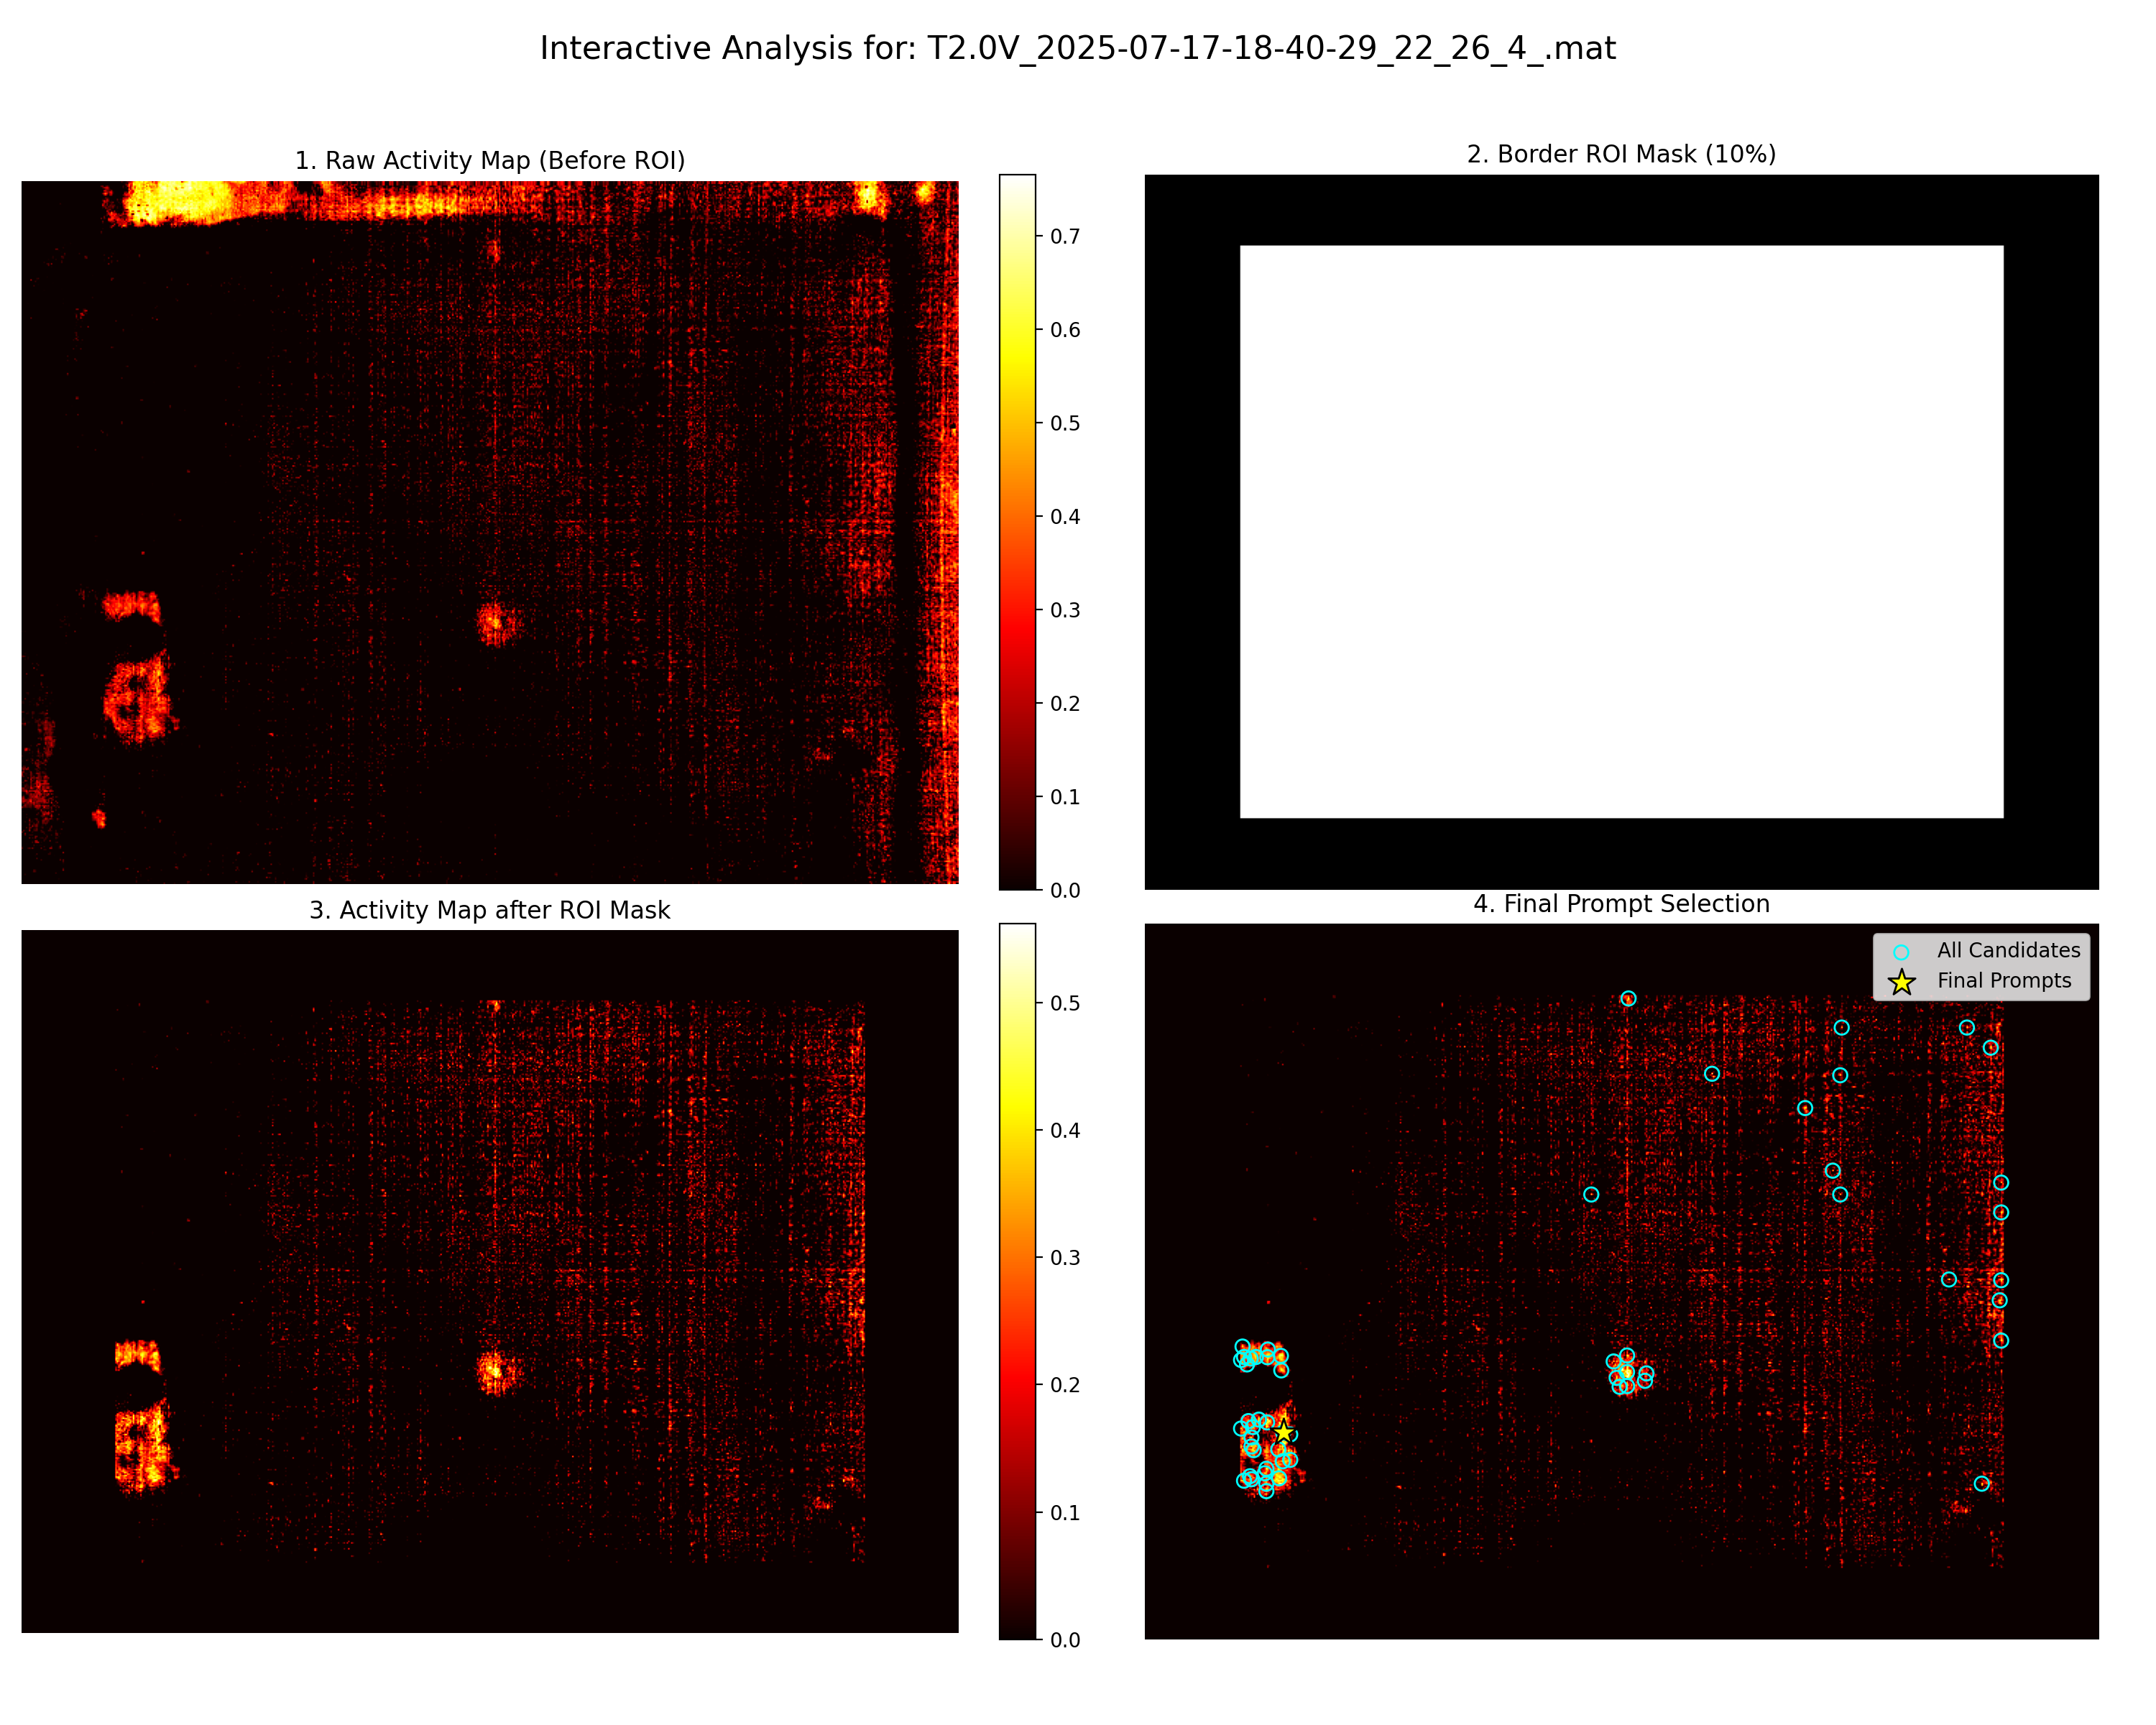 Interactive Analysis for: T2.0V_2025-07-17-18-40-29_22_26_4_.mat
1. Raw Activity Map (Before ROI)
0.7
0.6
0.5
0.4
0.3
0.2
0.1
0.0
2. Border ROI Mask (10%)
3. Activity Map after ROI Mask
0.5
0.4
0.3
0.2
0.1
0.0
4. Final Prompt Selection
All Candidates
Final Prompts